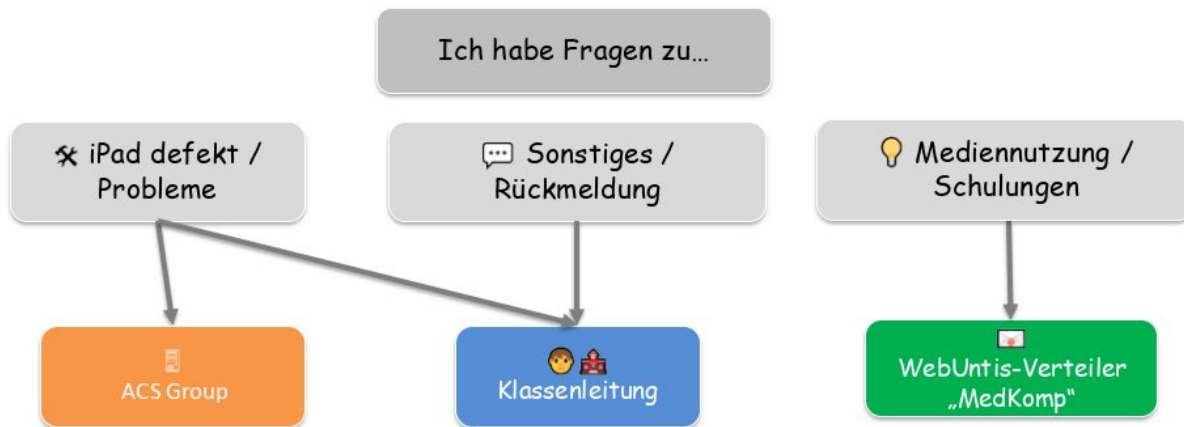 Ich habe Fragen zu…
🛠 iPad defekt /
Probleme
💬 Sonstiges /
Rückmeldung
💡 Mediennutzung /
Schulungen
ACS Group
Klassenleitung
WebUntis-Verteiler
„MedKomp“